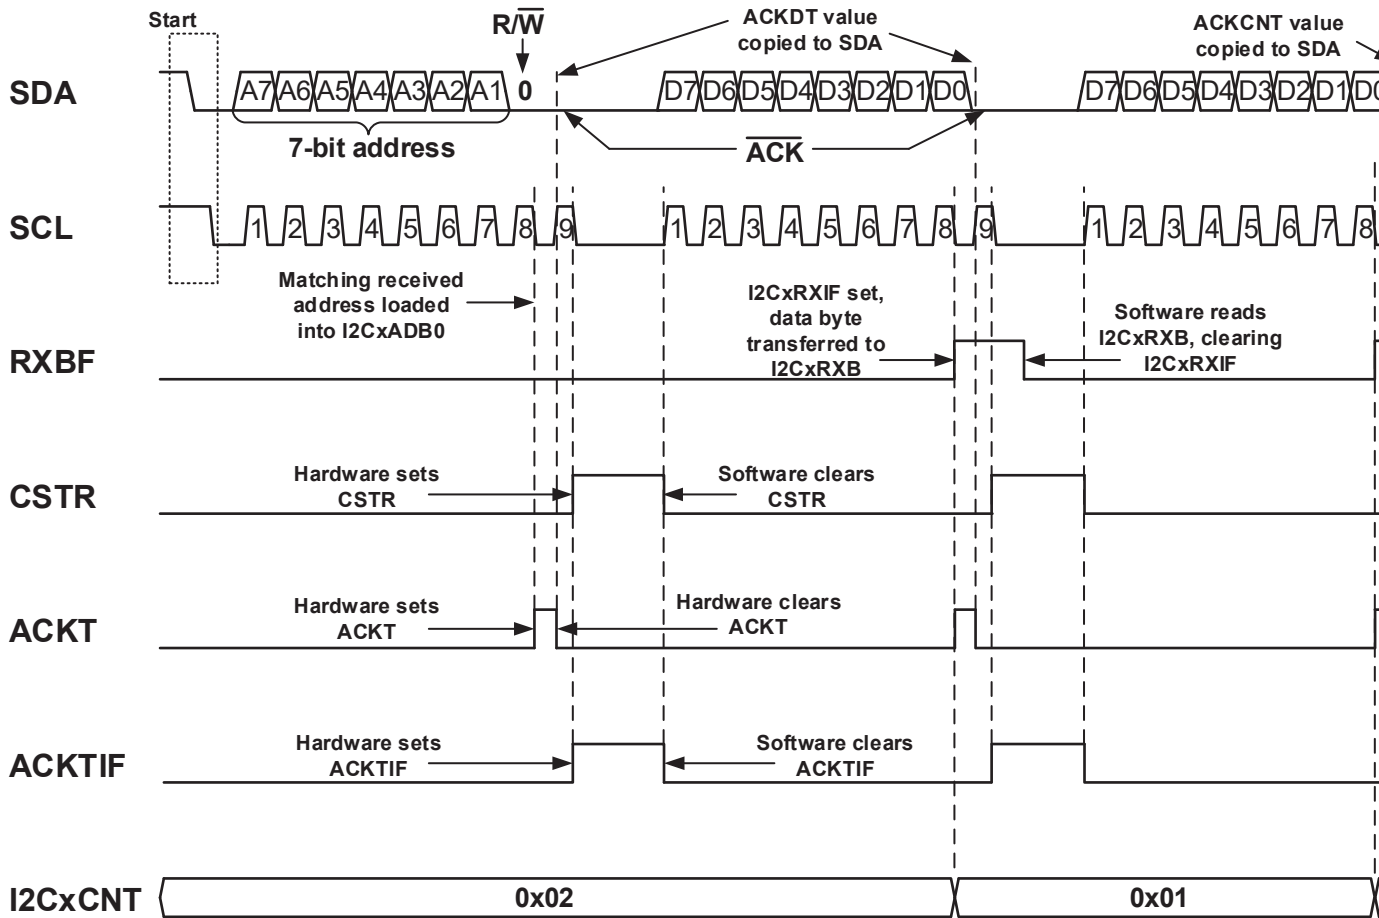 Start
R/W
ACKDT value
copied to SDA
ACKCNT value
copied to SDA
SDA
A7 A6 A5 A4 A3 A2 A1 0 D7 D6 D5 D4 D3 D2 D1 D0 D7 D6 D5 D4 D3 D2 D1 D0
7-bit address
ACK
SCL
1 2 3 4 5 6 7 8 9 1 2 3 4 5 6 7 8 9 1 2 3 4 5 6 7 8
Matching received
address loaded
into I2CxADB0
I2CxRXIF set,
data byte
transferred to
I2CxRXB
Software reads
I2CxRXB, clearing
I2CxRXIF
RXBF
Hardware sets
CSTR
Software clears
CSTR
CSTR
Hardware sets
ACKT
Hardware clears
ACKT
ACKT
Hardware sets
ACKTIF
Software clears
ACKTIF
ACKTIF
I2CxCNT
0x02
0x01